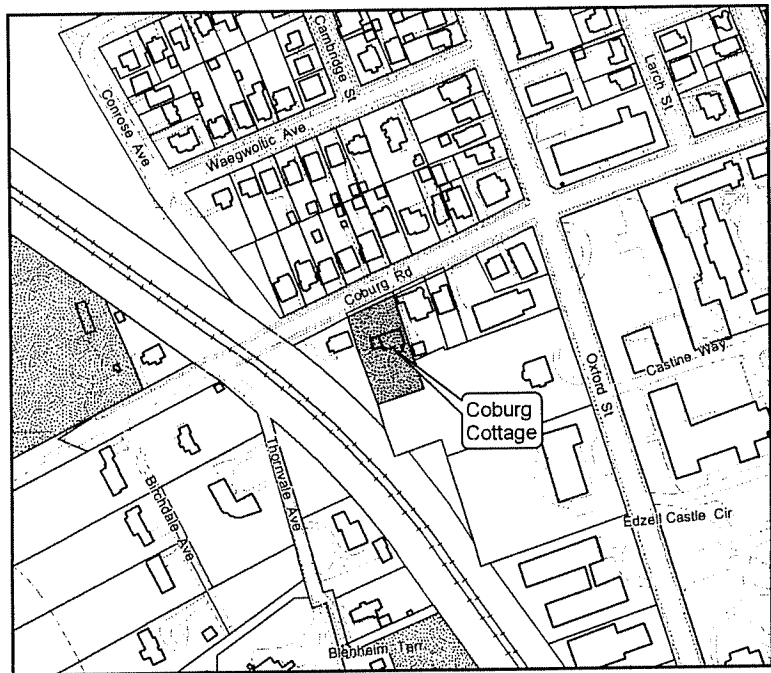 Cambridge St
Larch St
Conrose Ave
Waegwoltic Ave
Coburg Rd
Oxford St
Castine Way
Coburg
Cottage
Thornvale Ave
Birchdale Ave
Edzell Castle Cir
Blenheim Terr